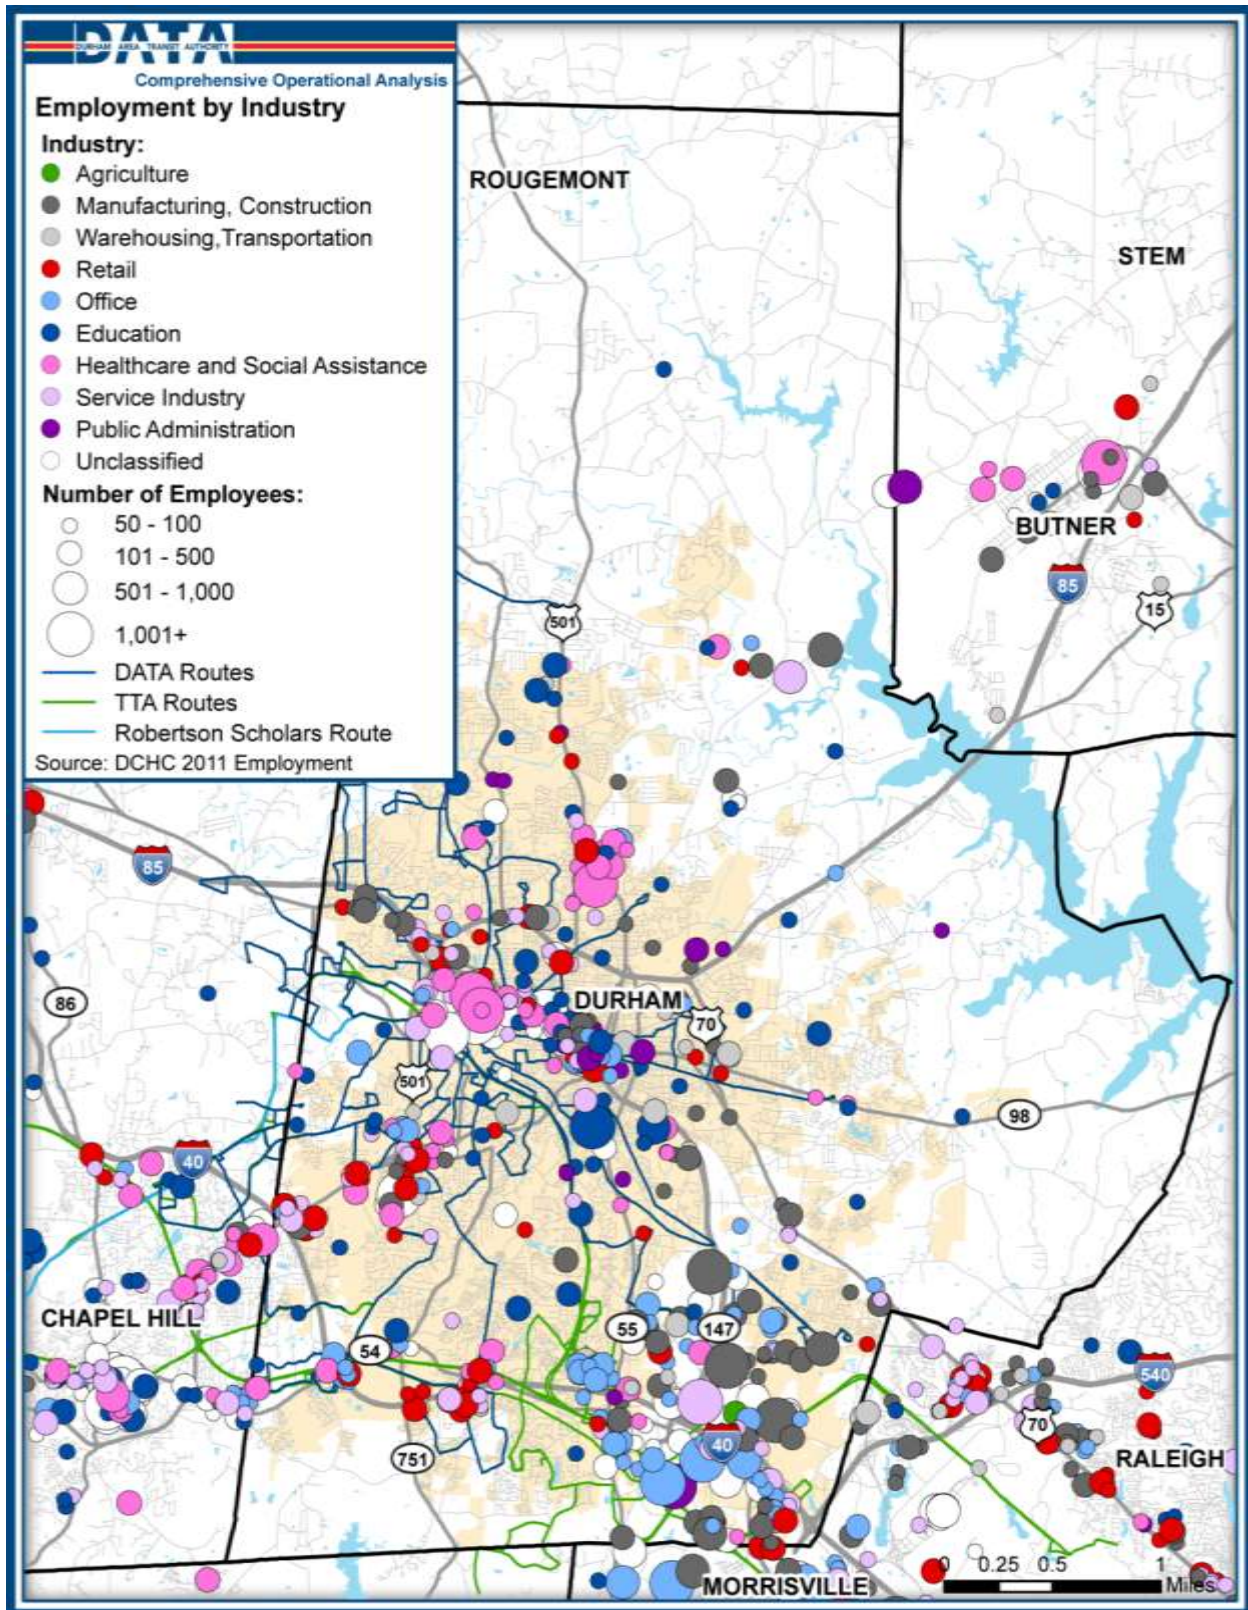 DATA
DURHAM AREA TRANSIT AUTHORITY
Comprehensive Operational Analysis
Employment by Industry
Industry:
Agriculture
Manufacturing, Construction
Warehousing,Transportation
Retail
Office
Education
Healthcare and Social Assistance
Service Industry
Public Administration
Unclassified
Number of Employees:
50 - 100
101 - 500
501 - 1,000
1,001+
DATA Routes
TTA Routes
Robertson Scholars Route
Source: DCHC 2011 Employment
ROUGEMONT
STEM
BUTNER
85
15
501
85
86
DURHAM
70
501
98
40
CHAPEL HILL
55
147
54
540
70
40
751
RALEIGH
MORRISVILLE
0 0.25 0.5 1
Miles